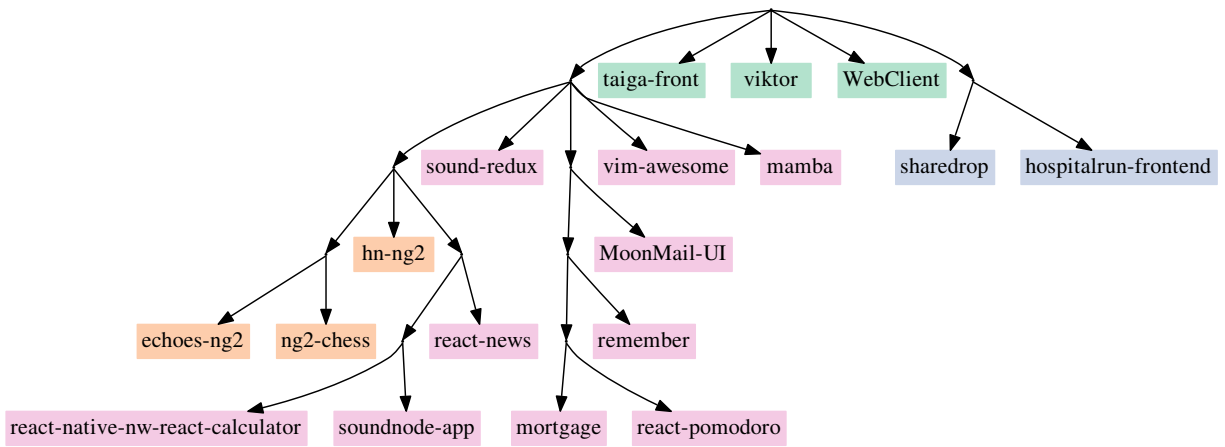 taiga-front
viktor
WebClient
sound-redux
vim-awesome
mamba
sharedrop
hospitalrun-frontend
hn-ng2
MoonMail-UI
echoes-ng2
ng2-chess
react-news
remember
react-native-nw-react-calculator
soundnode-app
mortgage
react-pomodoro